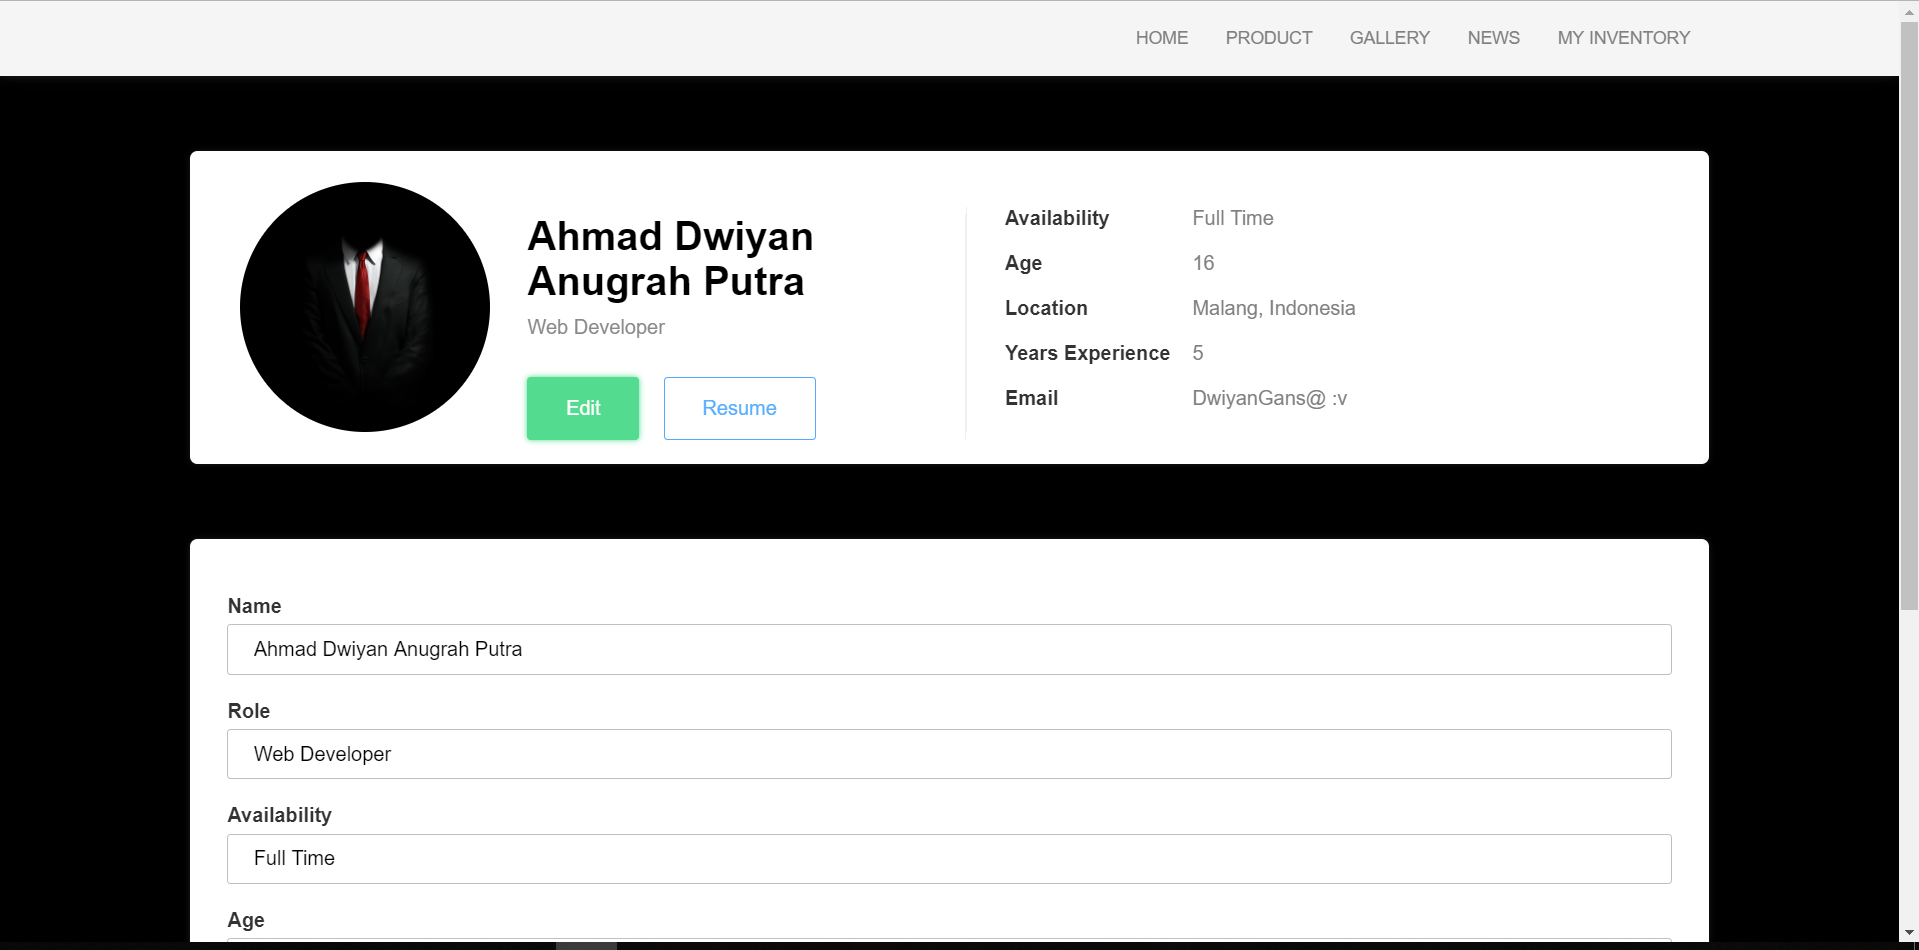 HOME PRODUCT GALLERY NEWS MY INVENTORY
Ahmad Dwiyan
Anugrah Putra
Web Developer
Edit Resume
Availability Full Time
Age 16
Location Malang, Indonesia
Years Experience 5
Email DwiyanGans@ :v
Name
Ahmad Dwiyan Anugrah Putra
Role
Web Developer
Availability
Full Time
Age